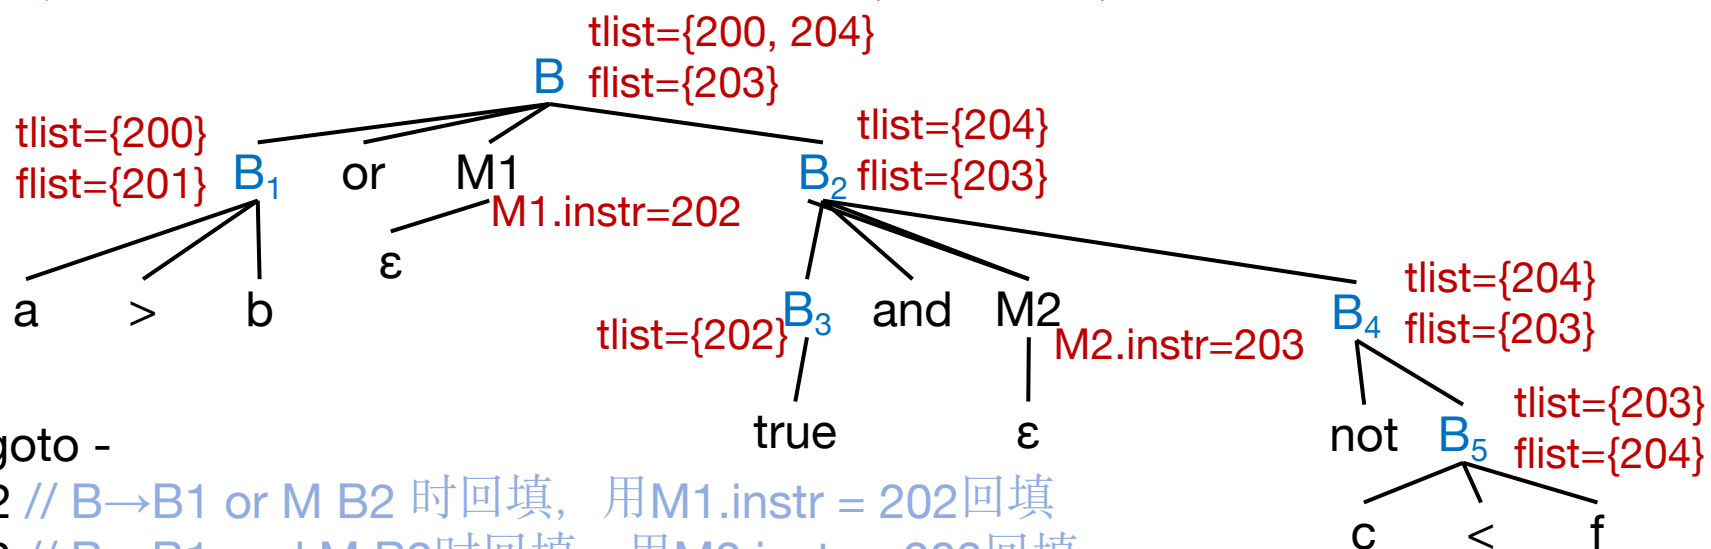 tlist={200, 204}
B flist={203}
tlist={200}
flist={201} B1 or M1 B2 tlist={204}
flist={203}
M1.instr=202
ε
a > b
tlist={202} B3 and M2 M2.instr=203
B4 tlist={204}
flist={203}
true ε not B5 tlist={203}
flist={204}
goto -
2 // B→B1 or M B2 时回填，用M1.instr = 202回填
c < f